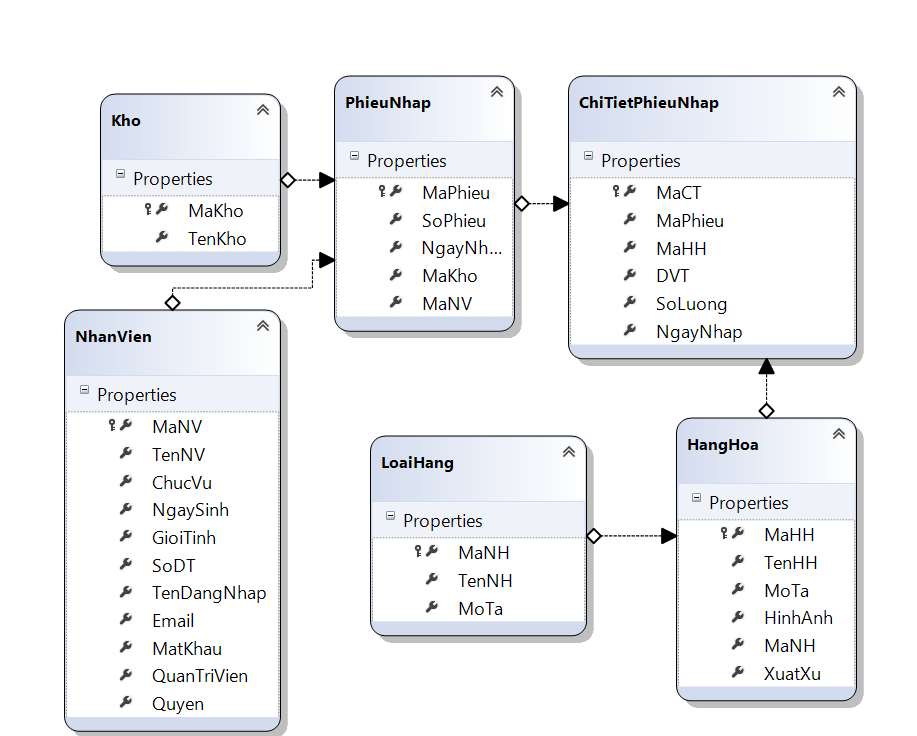 Kho
Properties
MaKho
TenKho
PhieuNhap
Properties
MaPhieu
SoPhieu
NgayNh...
MaKho
MaNV
ChiTietPhieuNhap
Properties
MaCT
MaPhieu
MaHH
DVT
SoLuong
NgayNhap
NhanVien
Properties
MaNV
TenNV
ChucVu
NgaySinh
GioiTinh
SoDT
TenDangNhap
Email
MatKhau
QuanTriVien
Quyen
LoaiHang
Properties
MaNH
TenNH
MoTa
HangHoa
Properties
MaHH
TenHH
MoTa
HinhAnh
MaNH
XuatXu